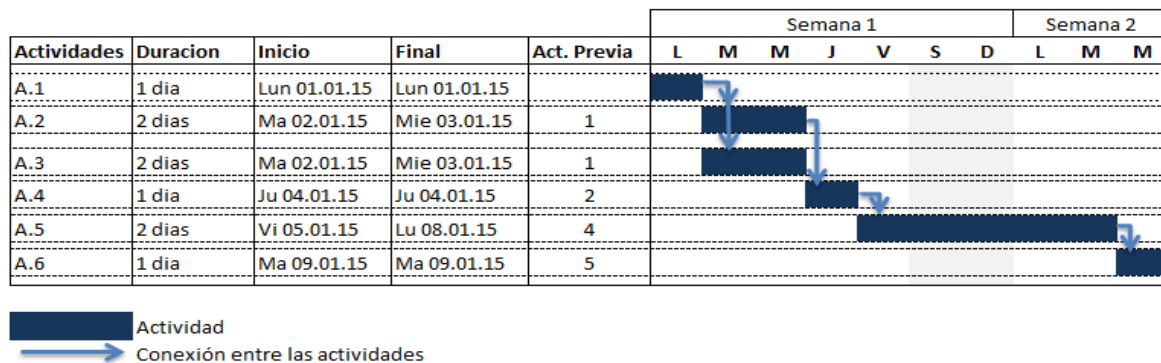 Semana 1 Semana 2
Actividades Duracion Inicio Final Act. Previa L M M J V S D L M M
A.1 1 dia Lun 01.01.15 Lun 01.01.15
A.2 2 dias Ma 02.01.15 Mie 03.01.15 1
A.3 2 dias Ma 02.01.15 Mie 03.01.15 1
A.4 1 dia Ju 04.01.15 Ju 04.01.15 2
A.5 2 dias Vi 05.01.15 Lu 08.01.15 4
A.6 1 dia Ma 09.01.15 Ma 09.01.15 5
Actividad
Conexión entre las actividades